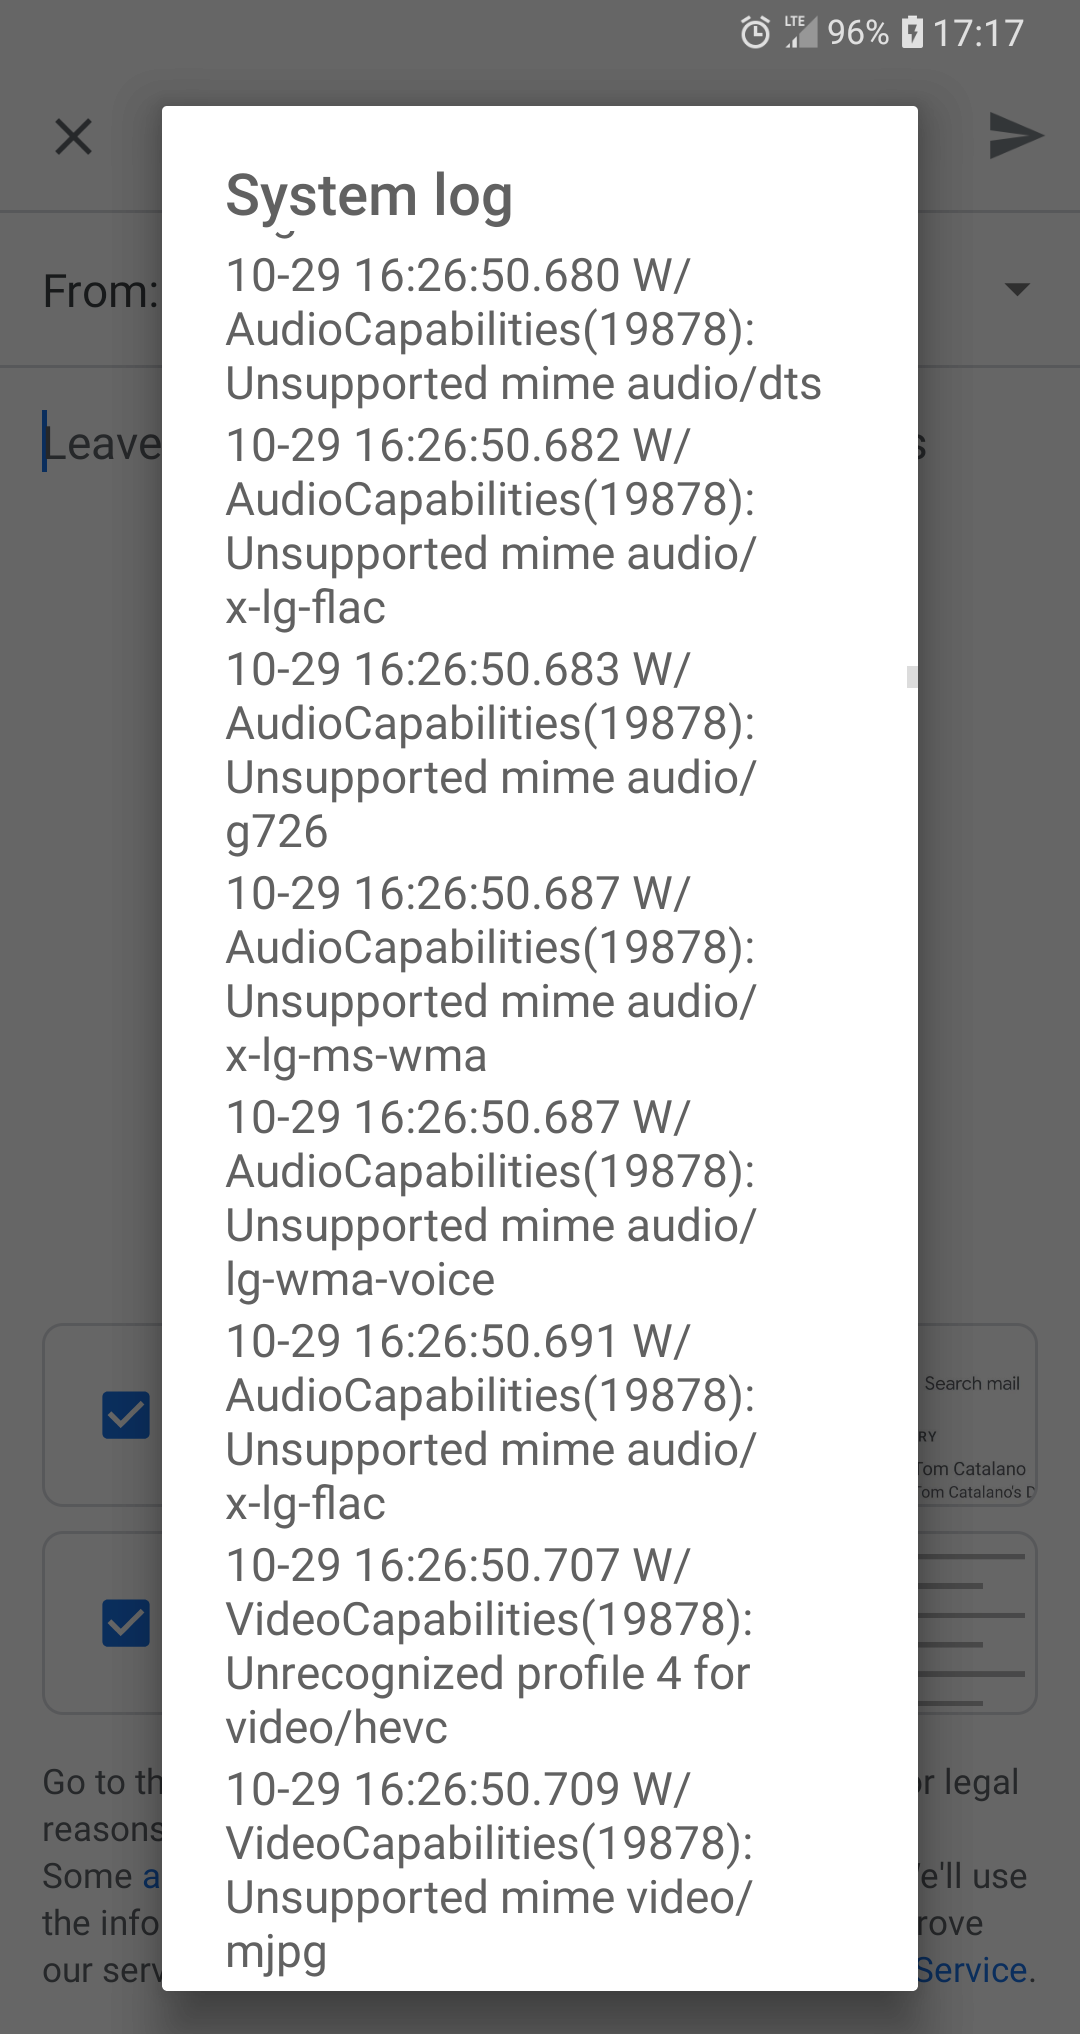 LTE 96% 17:17
System log
From:
10-29 16:26:50.680 W/
AudioCapabilities(19878):
Unsupported mime audio/dts
Leave
s
10-29 16:26:50.682 W/
AudioCapabilities(19878):
Unsupported mime audio/
x-lg-flac
10-29 16:26:50.683 W/
AudioCapabilities(19878):
Unsupported mime audio/
g726
10-29 16:26:50.687 W/
AudioCapabilities(19878):
Unsupported mime audio/
x-lg-ms-wma
10-29 16:26:50.687 W/
AudioCapabilities(19878):
Unsupported mime audio/
lg-wma-voice
10-29 16:26:50.691 W/
AudioCapabilities(19878):
Unsupported mime audio/
x-lg-flac
10-29 16:26:50.707 W/
VideoCapabilities(19878):
Unrecognized profile 4 for
video/hevc
10-29 16:26:50.709 W/
VideoCapabilities(19878):
Unsupported mime video/
mjpg
Search mail
RY
Tom Catalano
Tom Catalano's D
Go to th
or legal
reasons
Some a
e'll use
the info
rove
our serv
Service.